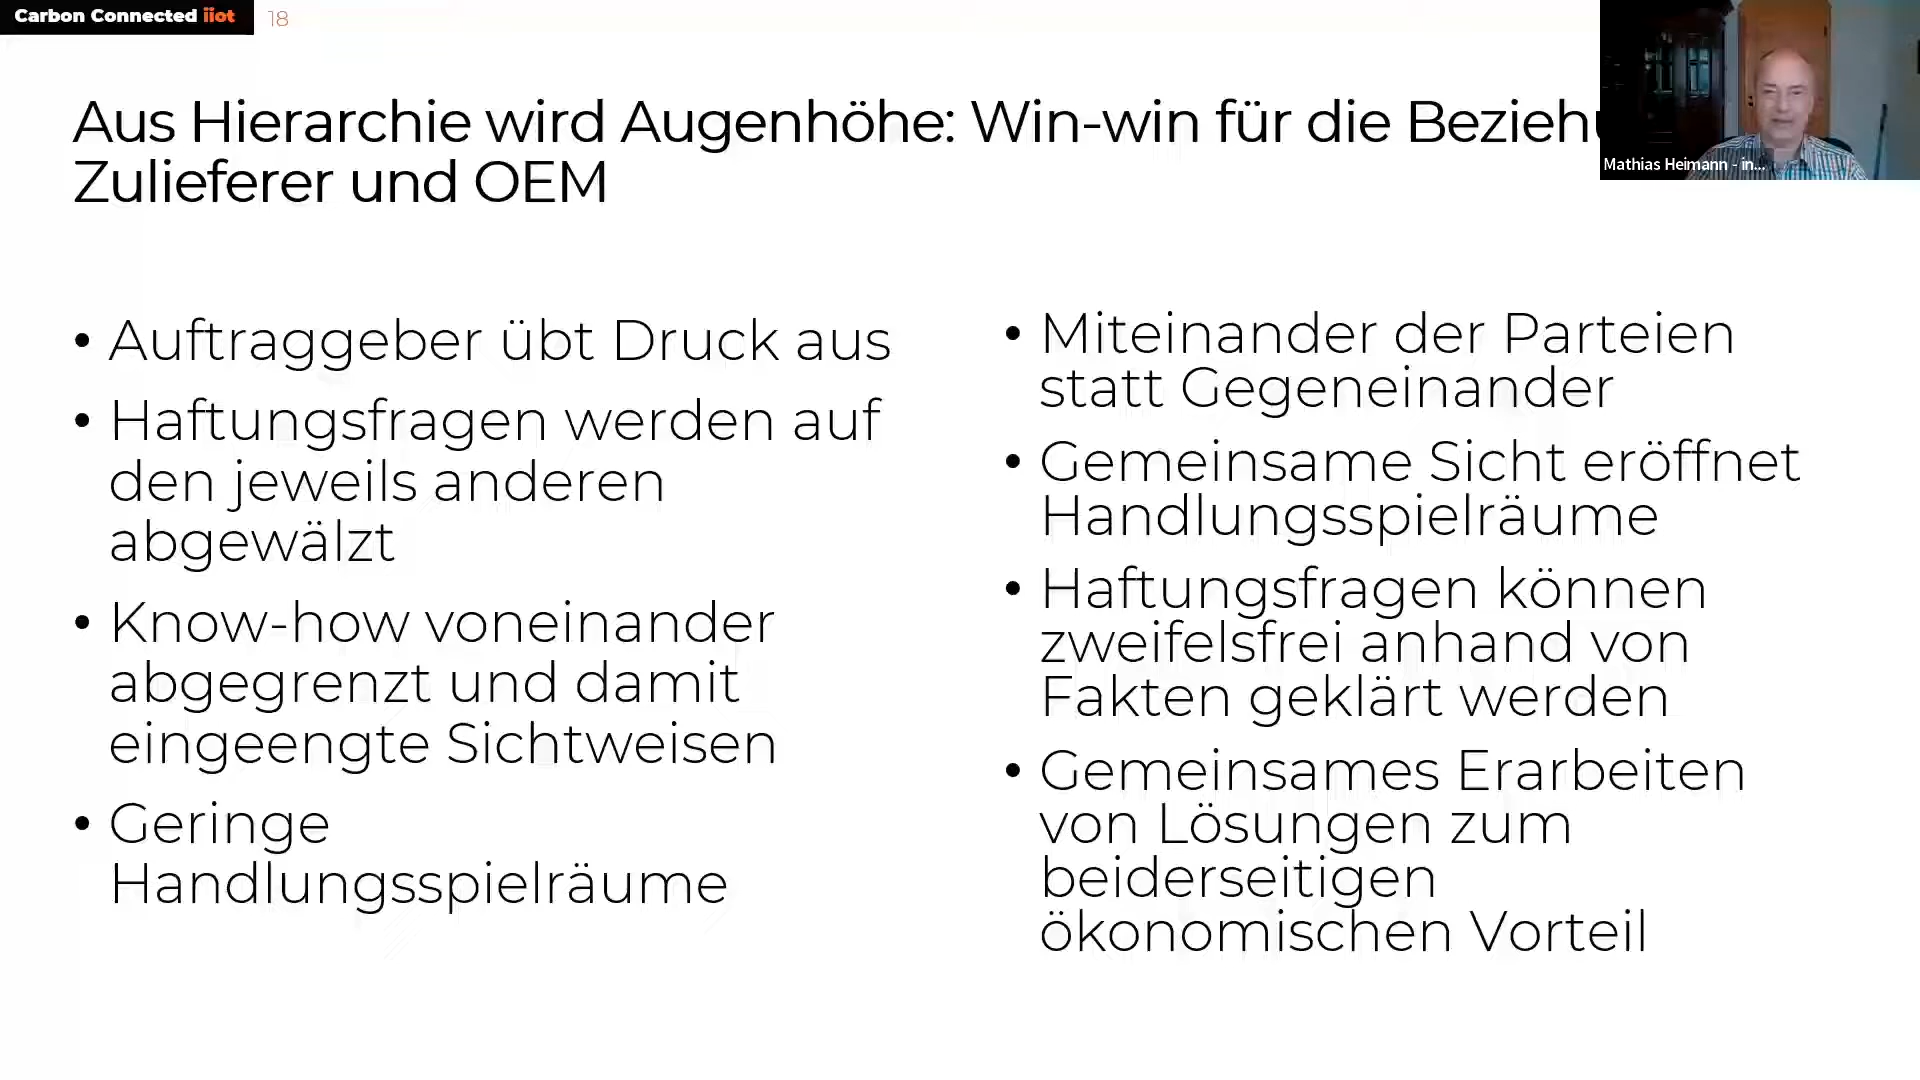 Carbon Connected iiot
18
Aus Hierarchie wird Augenhöhe: Win-win für die
Zulieferer und OEM
Mathias Heimann - in...
• Auftraggeber übt Druck aus
• Haftungsfragen werden auf
den jeweils anderen
abgewälzt
• Know-how voneinander
abgegrenzt und damit
eingeengte Sichtweisen
• Geringe
Handlungsspielräume
• Miteinander der Parteien
statt Gegeneinander
• Gemeinsame Sicht eröffnet
Handlungsspielräume
• Haftungsfragen können
zweifelsfrei anhand von
Fakten geklärt werden
• Gemeinsames Erarbeiten
von Lösungen zum
beiderseitigen
ökonomischen Vorteil